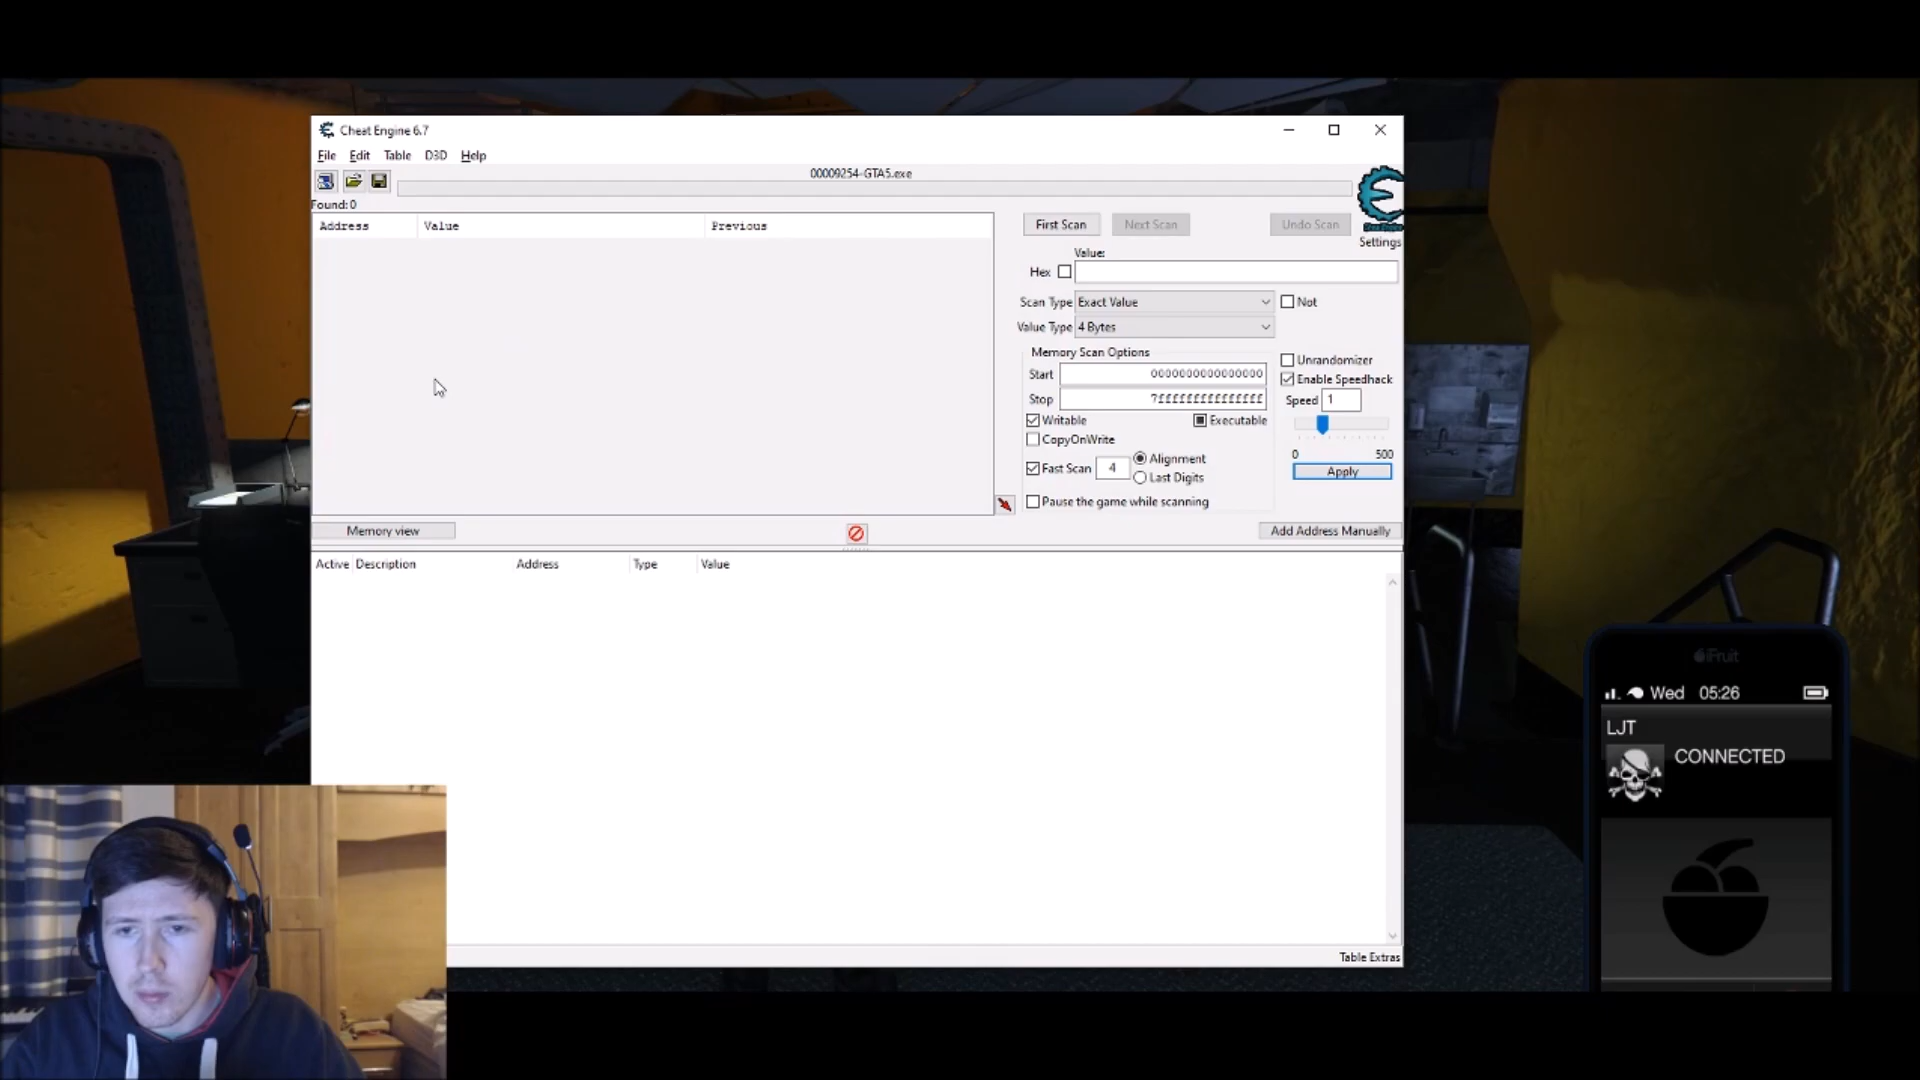 Cheat Engine 6.7
File Edit Table D3D Help
00009254-GTA5.exe
Found: 0
Address Value Previous
First Scan Next Scan Undo Scan
Settings
Value:
Hex
Scan Type Exact Value Not
Value Type 4 Bytes
Memory Scan Options
Start 0000000000000000
Stop 7fffffffffffffff
Unrandomizer
Enable Speedhack
Speed 1
Writable Executable
CopyOnWrite
Fast Scan 4 Alignment
Last Digits
0 500
Apply
Pause the game while scanning
Memory view Add Address Manually
Active Description Address Type Value
Table Extras
iFruit
Wed 05:26
LJT
CONNECTED